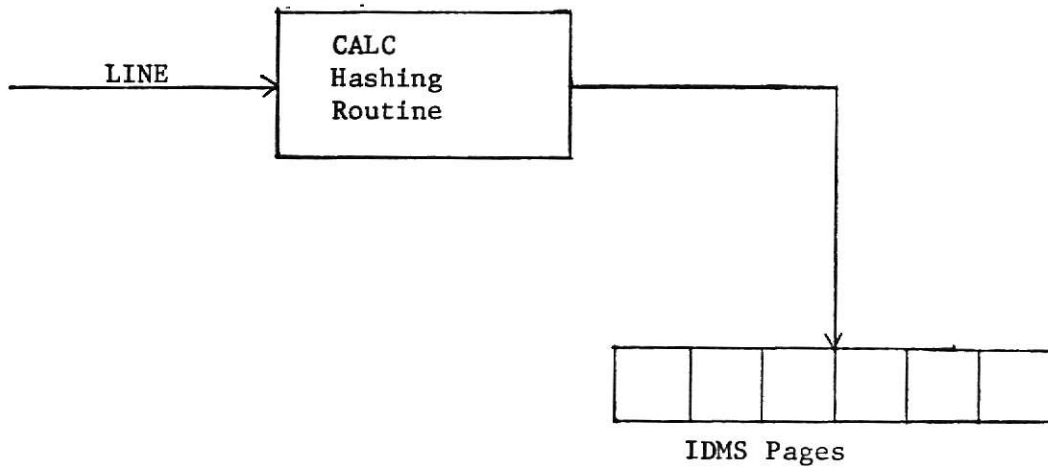 LINE
CALC
Hashing
Routine
IDMS Pages